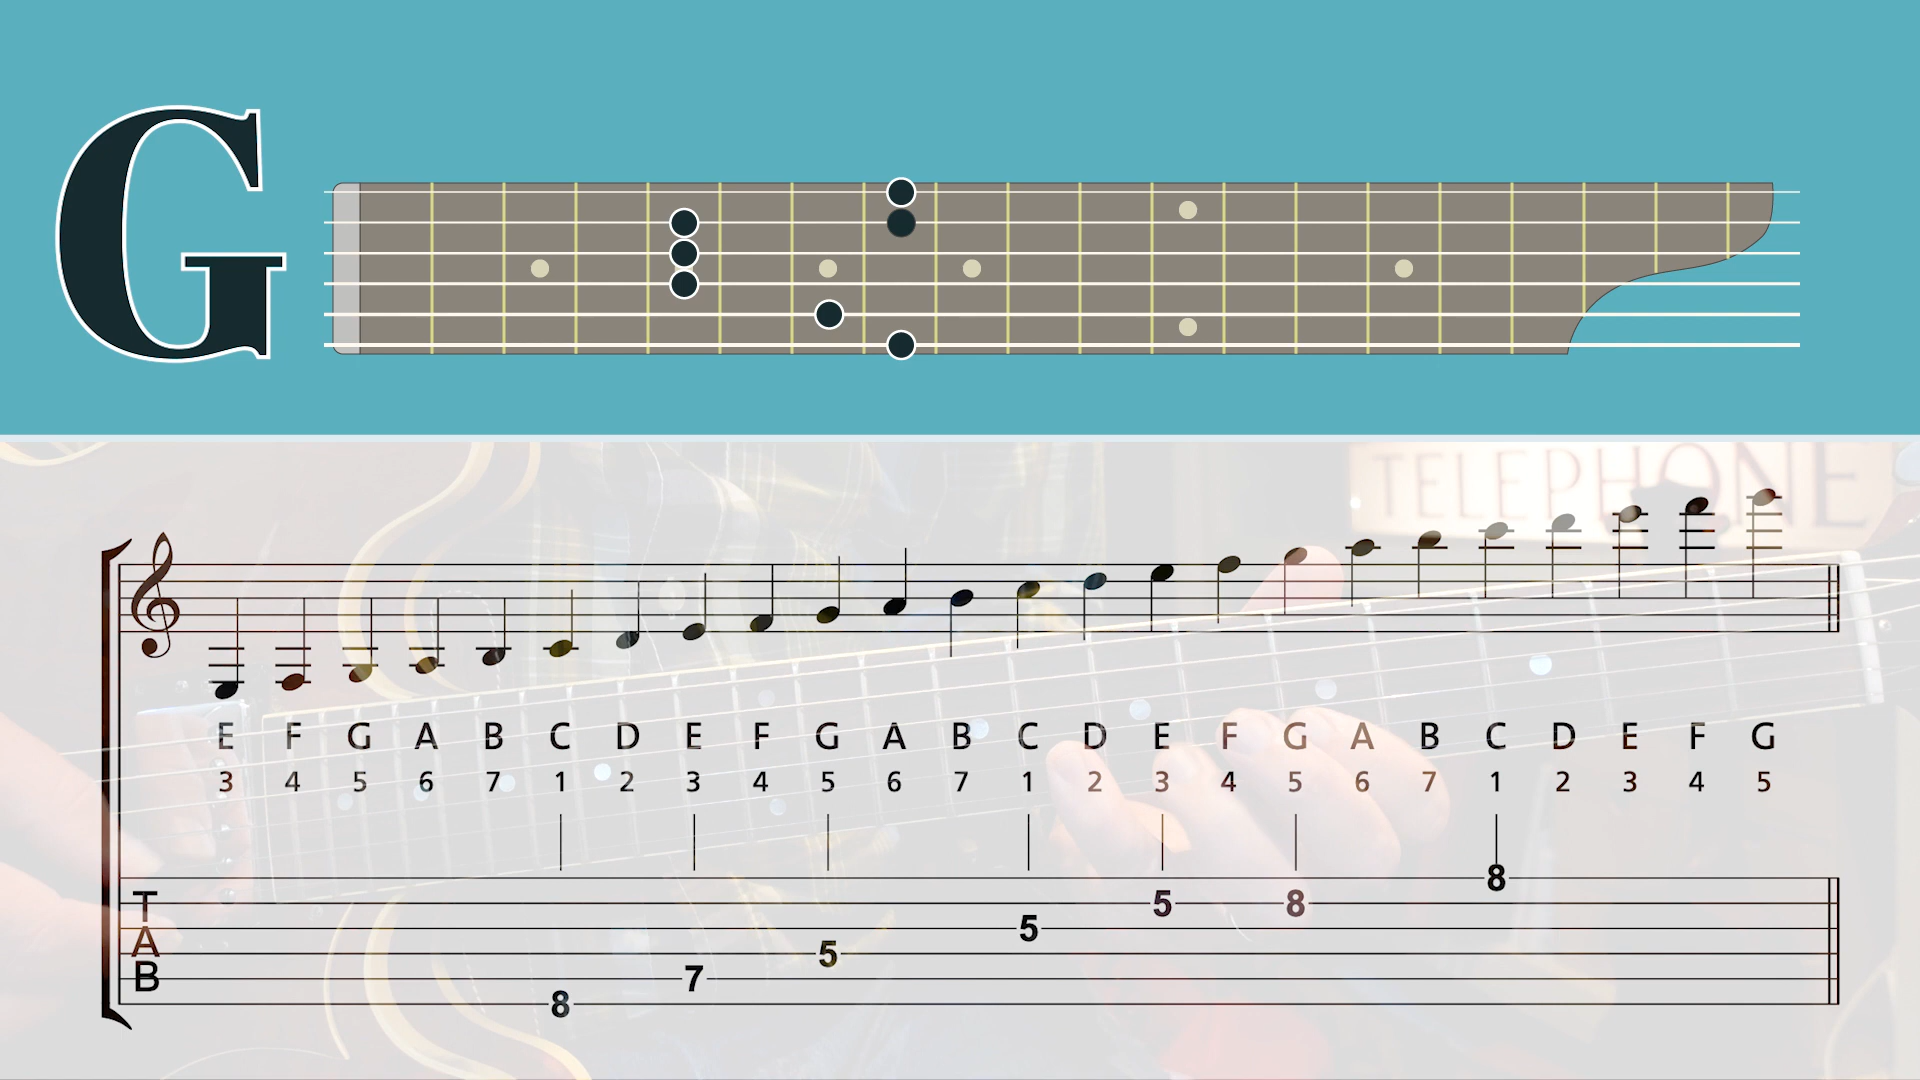 G
TELEPHONE
E F G A B C D E F G A B C D E F G A B C D E F G
3 4 5 6 7 1 2 3 4 5 6 7 1 2 3 4 5 6 7 1 2 3 4 5
T
A
B
8
5 8
5
5
7
8